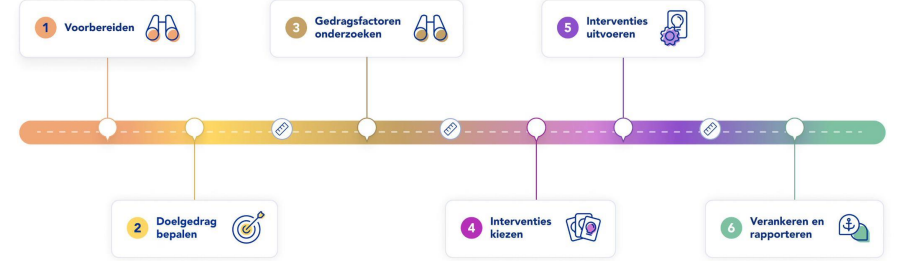 1 Voorbereiden
2 Doelgedrag
bepalen
3 Gedragsfactoren
onderzoeken
4 Interventies
kiezen
5 Interventies
uitvoeren
6 Verankeren en
rapporteren